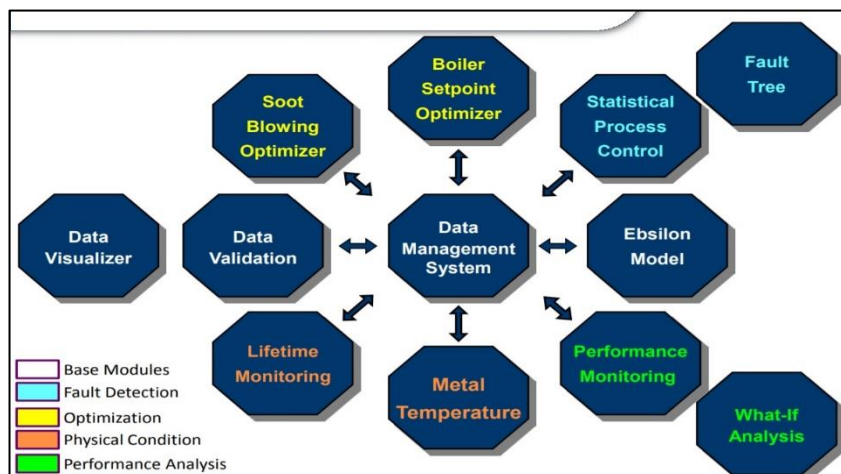 Boiler
Setpoint
Optimizer
Fault
Tree
Soot
Blowing
Optimizer
Statistical
Process
Control
Data
Visualizer
Data
Validation
Data
Management
System
Ebsilon
Model
Lifetime
Monitoring
Metal
Temperature
Performance
Monitoring
What-If
Analysis
Base Modules
Fault Detection
Optimization
Physical Condition
Performance Analysis